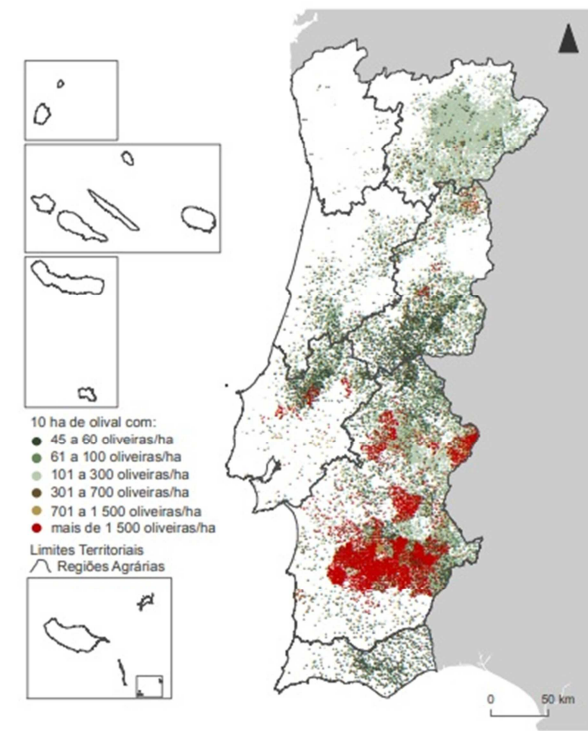 10 ha de olival com:
45 a 60 oliveiras/ha
61 a 100 oliveiras/ha
101 a 300 oliveiras/ha
301 a 700 oliveiras/ha
701 a 1 500 oliveiras/ha
mais de 1 500 oliveiras/ha
Limites Territoriais
Regiões Agrárias
0 50 km